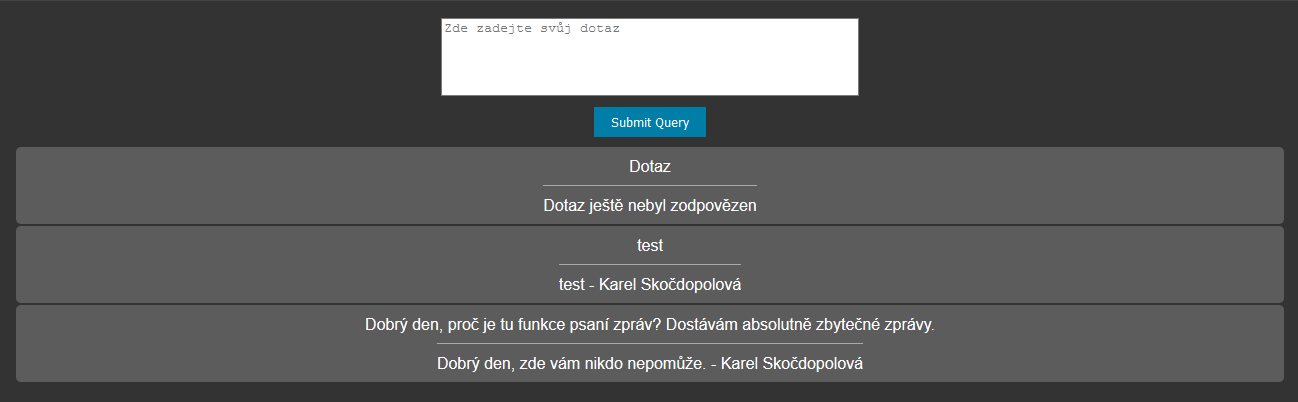 Zde zadejte svůj dotaz
Submit Query
Dotaz
Dotaz ještě nebyl zodpovězen
test
test - Karel Skočdopolová
Dobrý den, proč je tu funkce psaní zpráv? Dostávám absolutně zbytečné zprávy.
Dobrý den, zde vám nikdo nepomůže. - Karel Skočdopolová